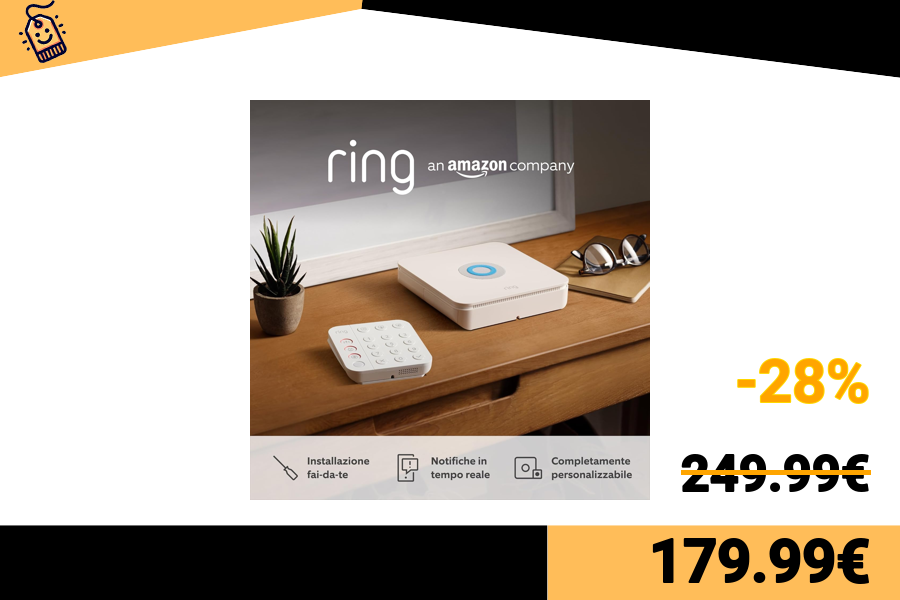 ring an amazon company
ring
ring
Installazione
fai-da-te
Notifiche in
tempo reale
Completamente
personalizzabile
-28%
249.99€
179.99€